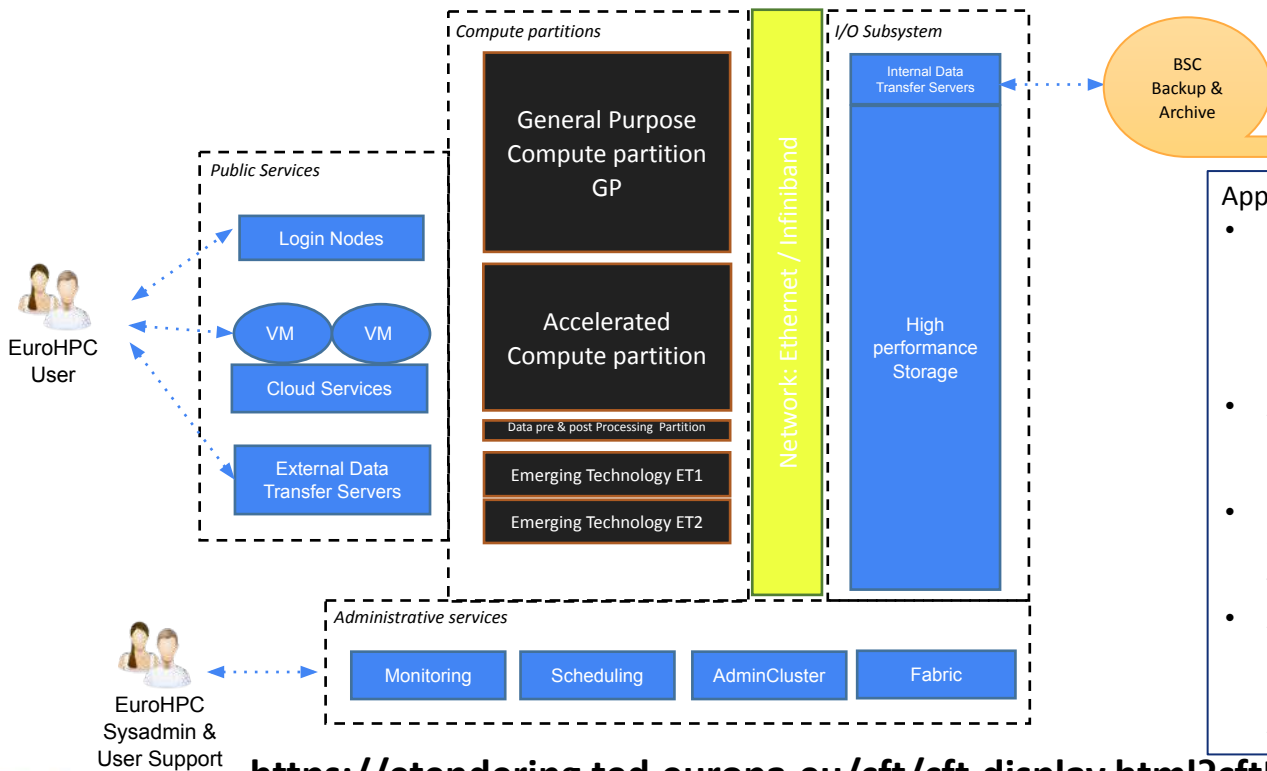 Compute partitions
I/O Subsystem
General Purpose
Compute partition
GP
Accelerated
Compute partition
Data pre & post Processing Partition
Emerging Technology ET1
Emerging Technology ET2
Network: Ethernet / Infiniband
Internal Data
Transfer Servers
High
performance
Storage
BSC
Backup &
Archive
App
Public Services
Login Nodes
VM
VM
Cloud Services
External Data
Transfer Servers
EuroHPC
User
Administrative services
Monitoring
Scheduling
AdminCluster
Fabric
EuroHPC
Sysadmin &
User Support